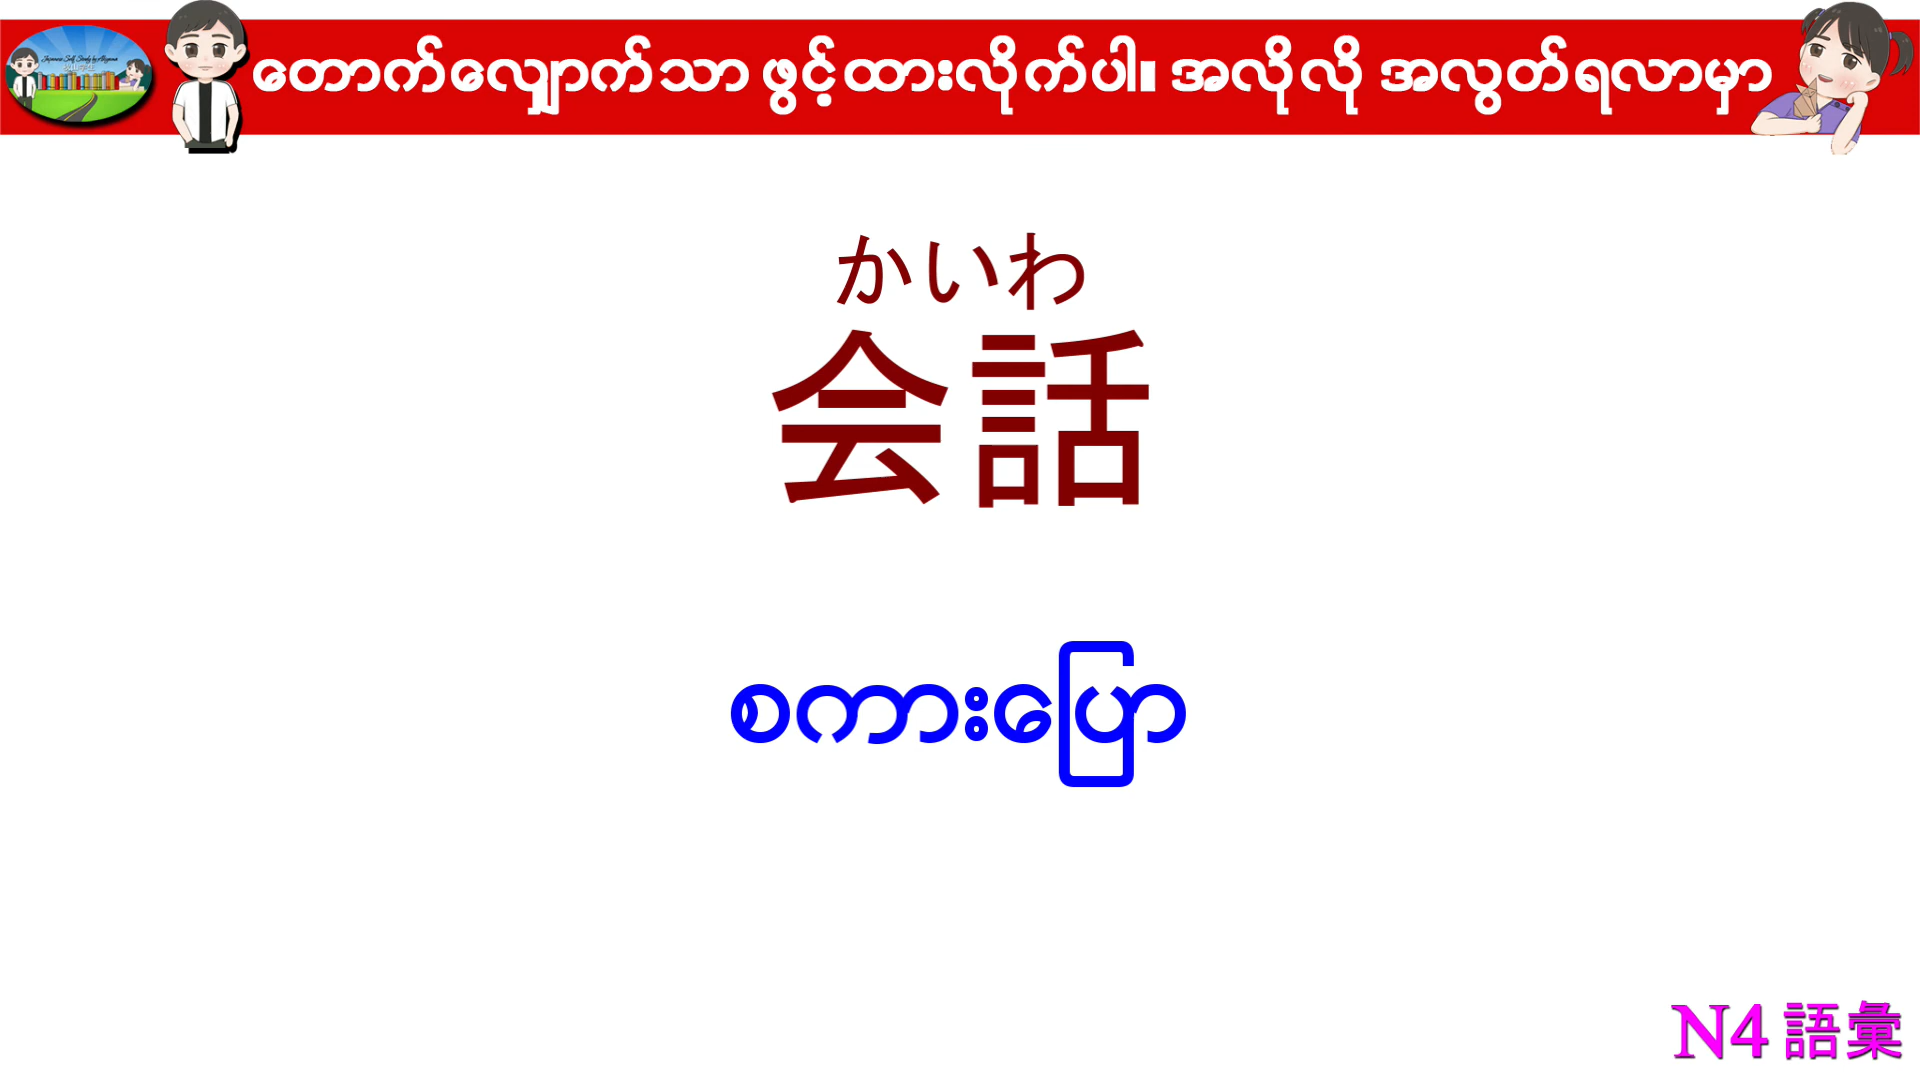 တောက်လျှောက်သာ ဖွင့်ထားလိုက်ပါ။ အလိုလို အလွတ်ရလာမှာ
かいわ
会話
စကားပြော
N4 語彙